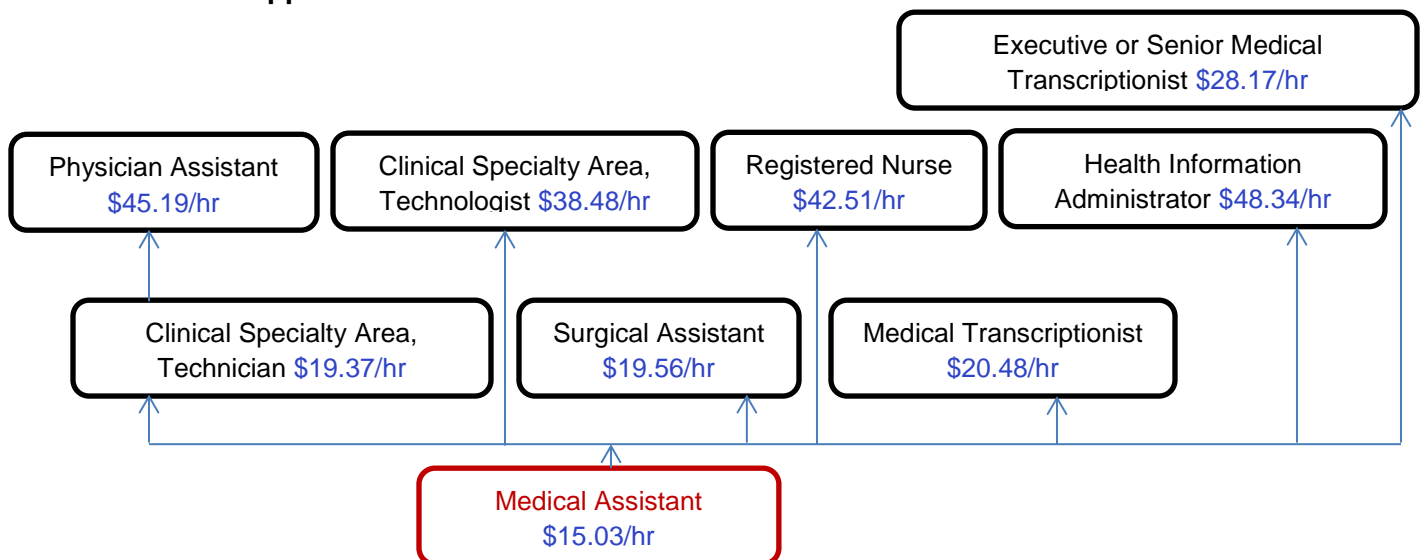 Executive or Senior Medical
Transcriptionist $28.17/hr
Physician Assistant
$45.19/hr
Clinical Specialty Area,
Technologist $38.48/hr
Registered Nurse
$42.51/hr
Health Information
Administrator $48.34/hr
Clinical Specialty Area,
Technician $19.37/hr
Surgical Assistant
$19.56/hr
Medical Transcriptionist
$20.48/hr
Medical Assistant
$15.03/hr